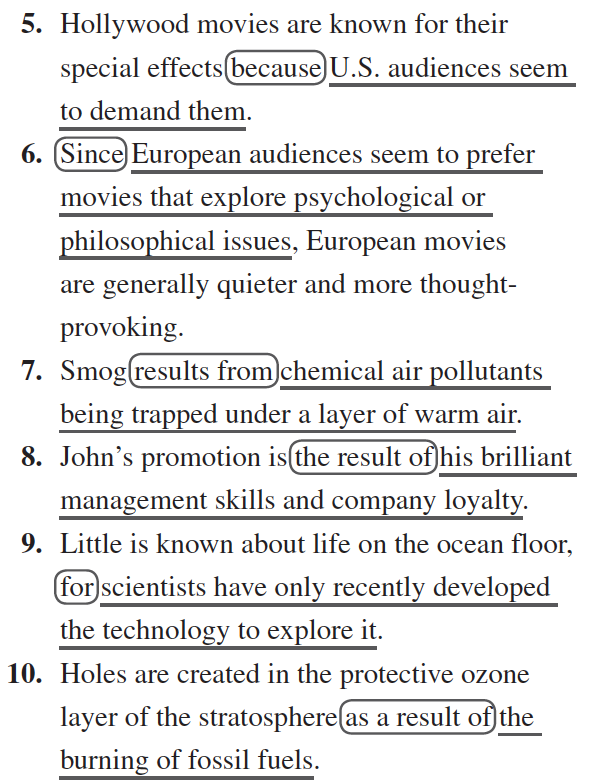 5. Hollywood movies are known for their
special effects because U.S. audiences seem
to demand them.
6. Since European audiences seem to prefer
movies that explore psychological or
philosophical issues, European movies
are generally quieter and more thought-
provoking.
7. Smog results from chemical air pollutants
being trapped under a layer of warm air.
8. John’s promotion is the result of his brilliant
management skills and company loyalty.
9. Little is known about life on the ocean floor,
for scientists have only recently developed
the technology to explore it.
10. Holes are created in the protective ozone
layer of the stratosphere as a result of the
burning of fossil fuels.